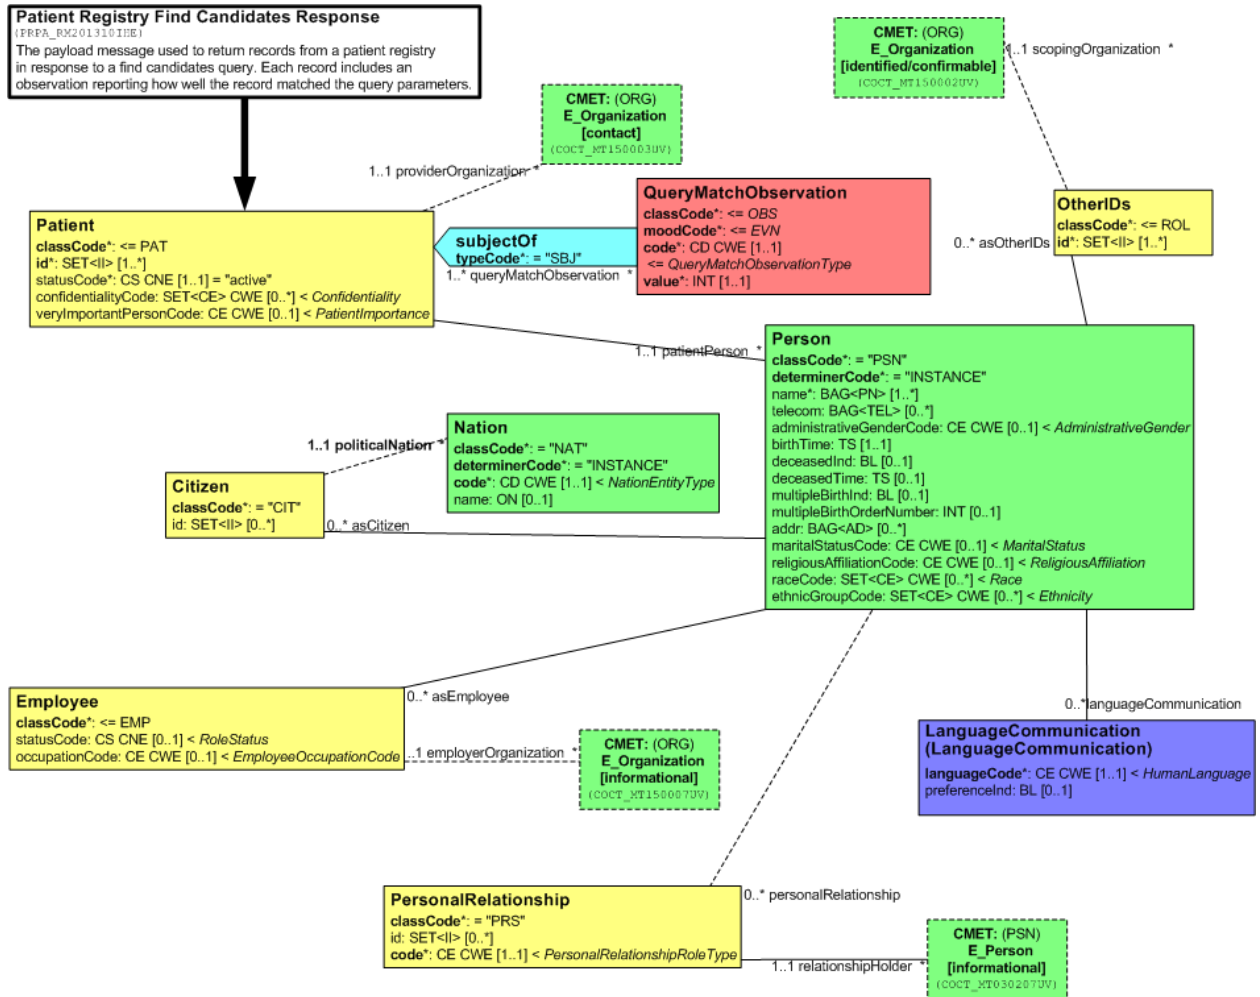 Patient Registry Find Candidates Response
(PRPA_RM201310IHE)
The payload message used to return records from a patient registry
in response to a find candidates query. Each record includes an
observation reporting how well the record matched the query parameters.
CMET: (ORG)
E_Organization
[identified/confirmable]
(COCT_MT150002UV)
1..1 scopingOrganization *
CMET: (ORG)
E_Organization
[contact]
(COCT_MT150003UV)
1..1 providerOrganization *
Patient
classCode*: <= PAT
id*: SET<II> [1..*]
statusCode*: CS CNE [1..1] = "active"
confidentialityCode: SET<CE> CWE [0..*] < Confidentiality
veryImportantPersonCode: CE CWE [0..1] < PatientImportance
subjectOf
typeCode*: = "SBJ"
1..* queryMatchObservation *
QueryMatchObservation
classCode*: <= OBS
moodCode*: <= EVN
code*: CD CWE [1..1]
<= QueryMatchObservationType
value*: INT [1..1]
OtherIDs
classCode*: <= ROL
id*: SET<II> [1..*]
0..* asOtherIDs
1..1 patientPerson *
Person
classCode*: = "PSN"
determinerCode*: = "INSTANCE"
name*: BAG<PN> [1..*]
telecom: BAG<TEL> [0..*]
administrativeGenderCode: CE CWE [0..1] < AdministrativeGender
birthTime: TS [1..1]
deceasedInd: BL [0..1]
deceasedTime: TS [0..1]
multipleBirthInd: BL [0..1]
multipleBirthOrderNumber: INT [0..1]
addr: BAG<AD> [0..*]
maritalStatusCode: CE CWE [0..1] < MaritalStatus
religiousAffiliationCode: CE CWE [0..1] < ReligiousAffiliation
raceCode: SET<CE> CWE [0..*] < Race
ethnicGroupCode: SET<CE> CWE [0..*] < Ethnicity
1..1 politicalNation *
Nation
classCode*: = "NAT"
determinerCode*: = "INSTANCE"
code*: CD CWE [1..1] < NationEntityType
name: ON [0..1]
Citizen
classCode*: = "CIT"
id: SET<II> [0..*]
0..* asCitizen
Employee
classCode*: <= EMP
statusCode: CS CNE [0..1] < RoleStatus
occupationCode: CE CWE [0..1] < EmployeeOccupationCode
0..* asEmployee
..1 employerOrganization *
CMET: (ORG)
E_Organization
[informational]
(COCT_MT150007UV)
0..*languageCommunication
LanguageCommunication
(LanguageCommunication)
languageCode*: CE CWE [1..1] < HumanLanguage
preferenceInd: BL [0..1]
PersonalRelationship
classCode*: = "PRS"
id: SET<II> [0..*]
code*: CE CWE [1..1] < PersonalRelationshipRoleType
0..* personalRelationship
1..1 relationshipHolder *
CMET: (PSN)
E_Person
[informational]
(COCT_MT030207UV)